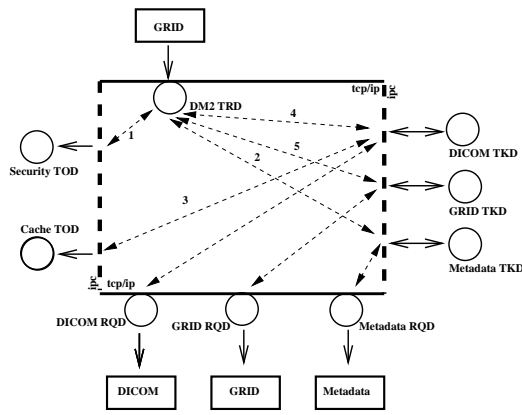 GRID
tcp/ip
ipc
DM2 TRD
4
1
2
5
DICOM TKD
Security TOD
3
GRID TKD
Cache TOD
Metadata TKD
ipc
tcp/ip
DICOM RQD
GRID RQD
Metadata RQD
DICOM
GRID
Metadata